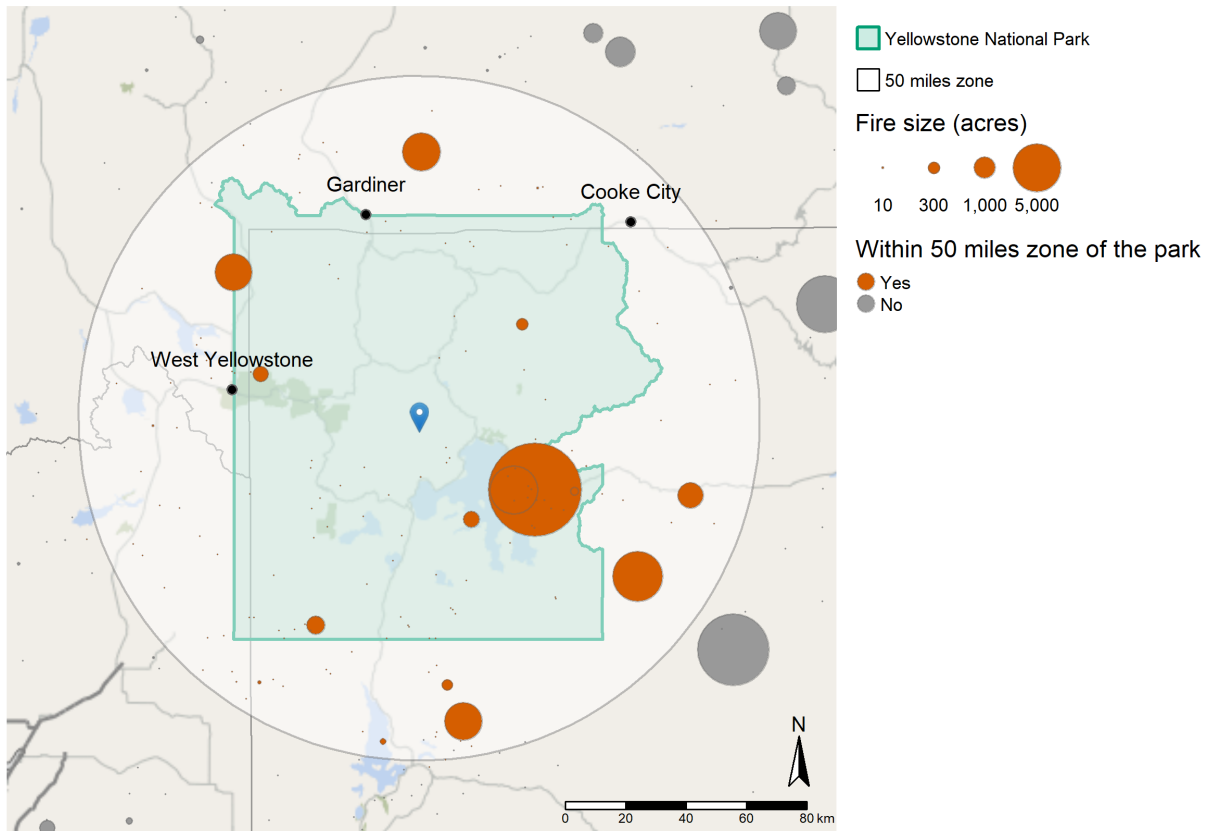 Gardiner
Cooke City
West Yellowstone
N
0 20 40 60 80 km
Yellowstone National Park
50 miles zone
Fire size (acres)
10 300 1,000 5,000
Within 50 miles zone of the park
Yes
No